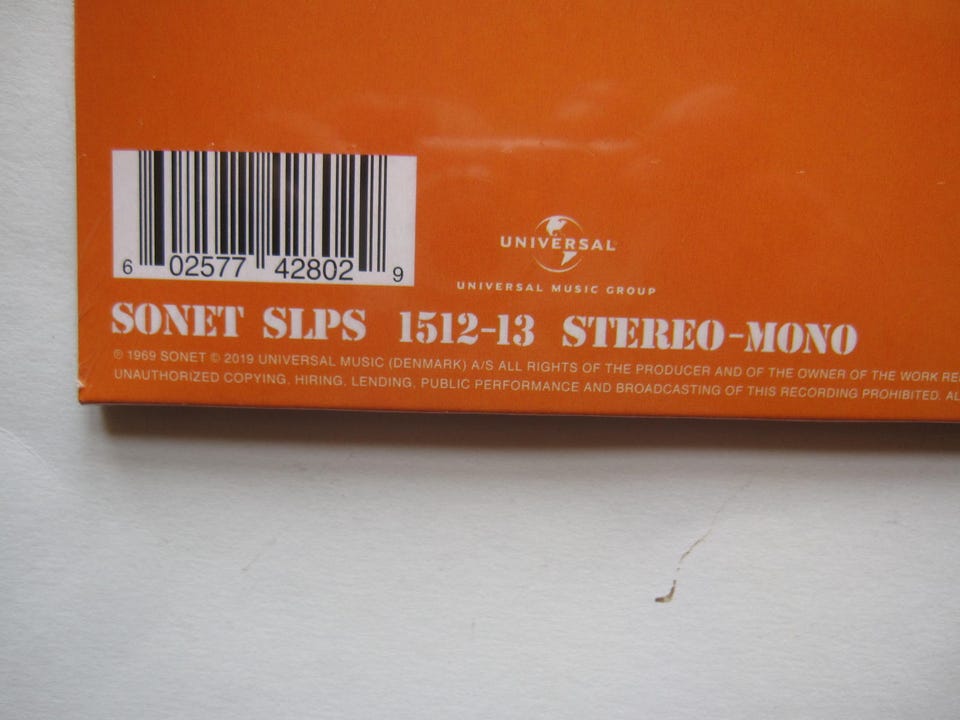 UNIVERSAL
UNIVERSAL MUSIC GROUP
6 02577 42802 9
SONET SLPS 1512-13 STEREO-MONO
℗ 1969 SONET © 2019 UNIVERSAL MUSIC (DENMARK) A/S ALL RIGHTS OF THE PRODUCER AND OF THE OWNER OF THE WORK RE
UNAUTHORIZED COPYING, HIRING, LENDING, PUBLIC PERFORMANCE AND BROADCASTING OF THIS RECORDING PROHIBITED. AL